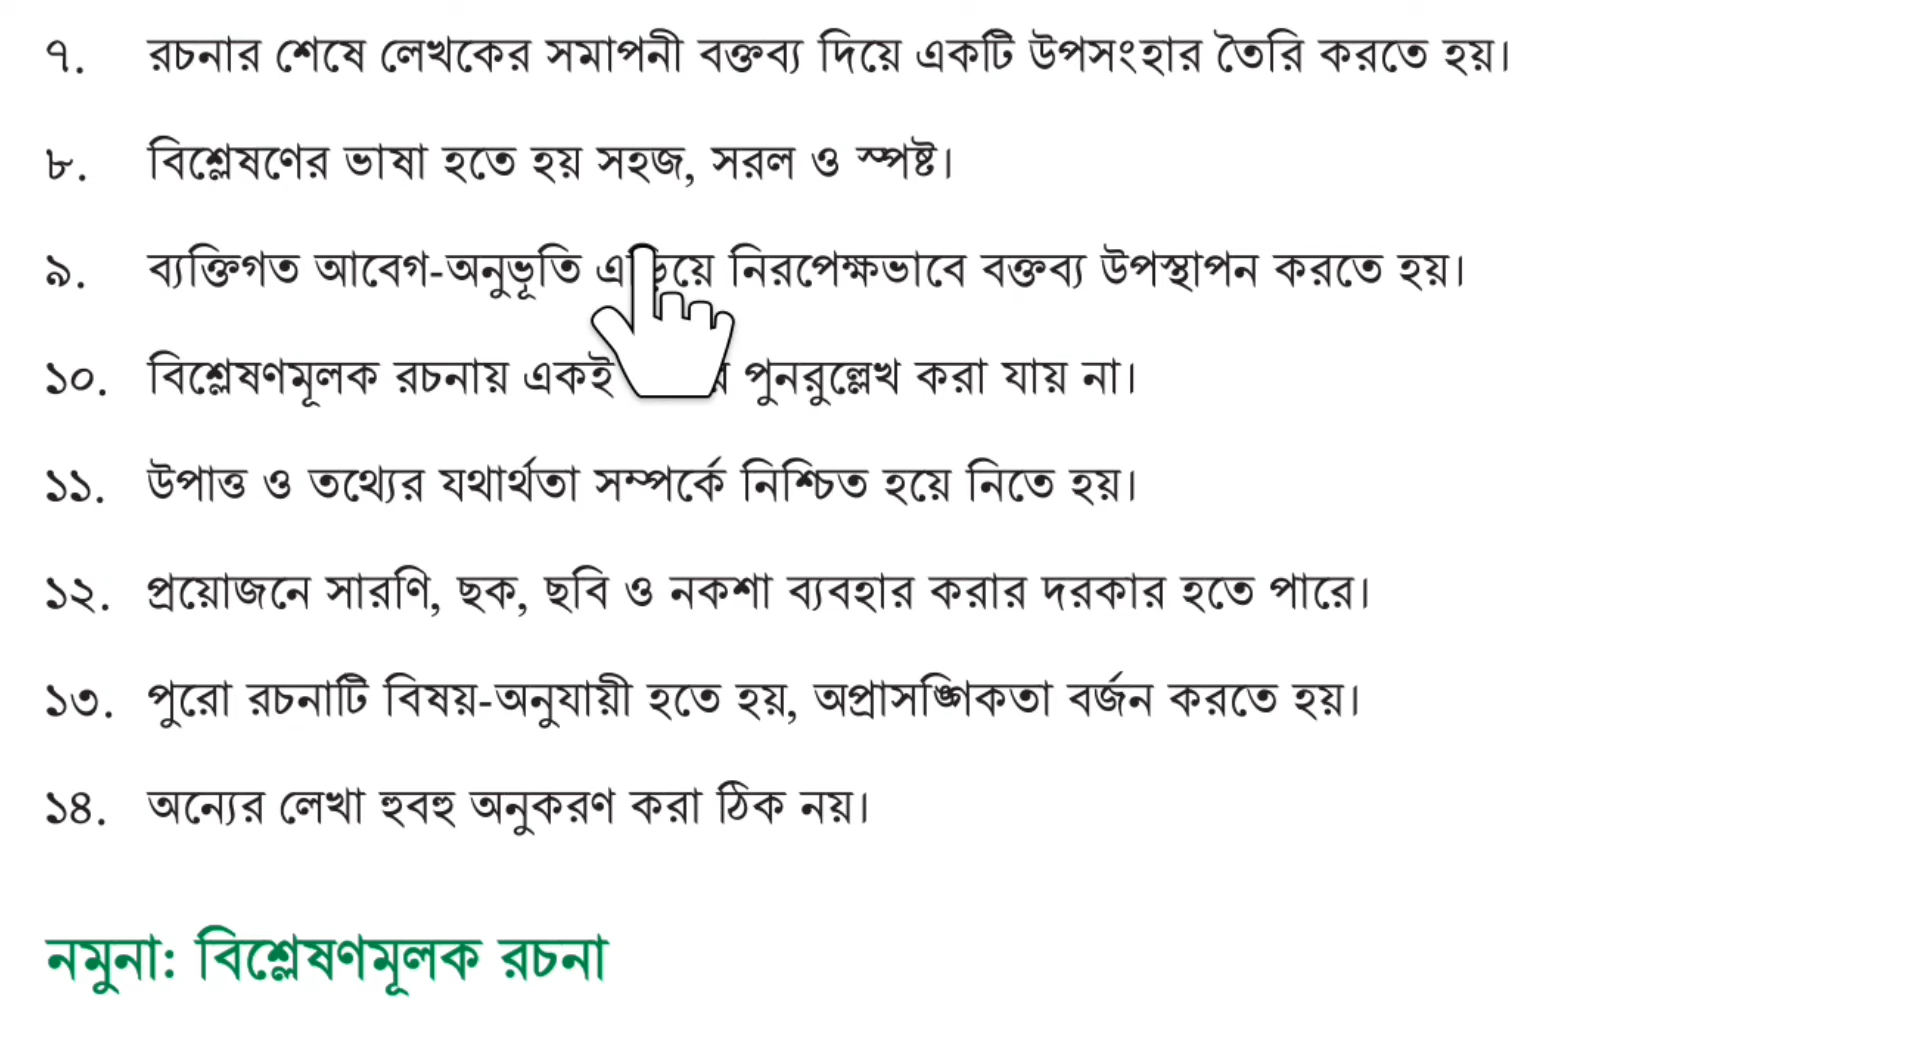 ৭. রচনার শেষে লেখকের সমাপনী বক্তব্য দিয়ে একটি উপসংহার তৈরি করতে হয়।
৮. বিশ্লেষণের ভাষা হতে হয় সহজ, সরল ও স্পষ্ট।
৯. ব্যক্তিগত আবেগ-অনুভূতি এড়িয়ে নিরপেক্ষভাবে বক্তব্য উপস্থাপন করতে হয়।
১০. বিশ্লেষণমূলক রচনায় একই পুনরুল্লেখ করা যায় না।
১১. উপাত্ত ও তথ্যের যথার্থতা সম্পর্কে নিশ্চিত হয়ে নিতে হয়।
১২. প্রয়োজনে সারণি, ছক, ছবি ও নকশা ব্যবহার করার দরকার হতে পারে।
১৩. পুরো রচনাটি বিষয়-অনুযায়ী হতে হয়, অপ্রাসঙ্গিকতা বর্জন করতে হয়।
১৪. অন্যের লেখা হুবহু অনুকরণ করা ঠিক নয়।
নমুনা: বিশ্লেষণমূলক রচনা